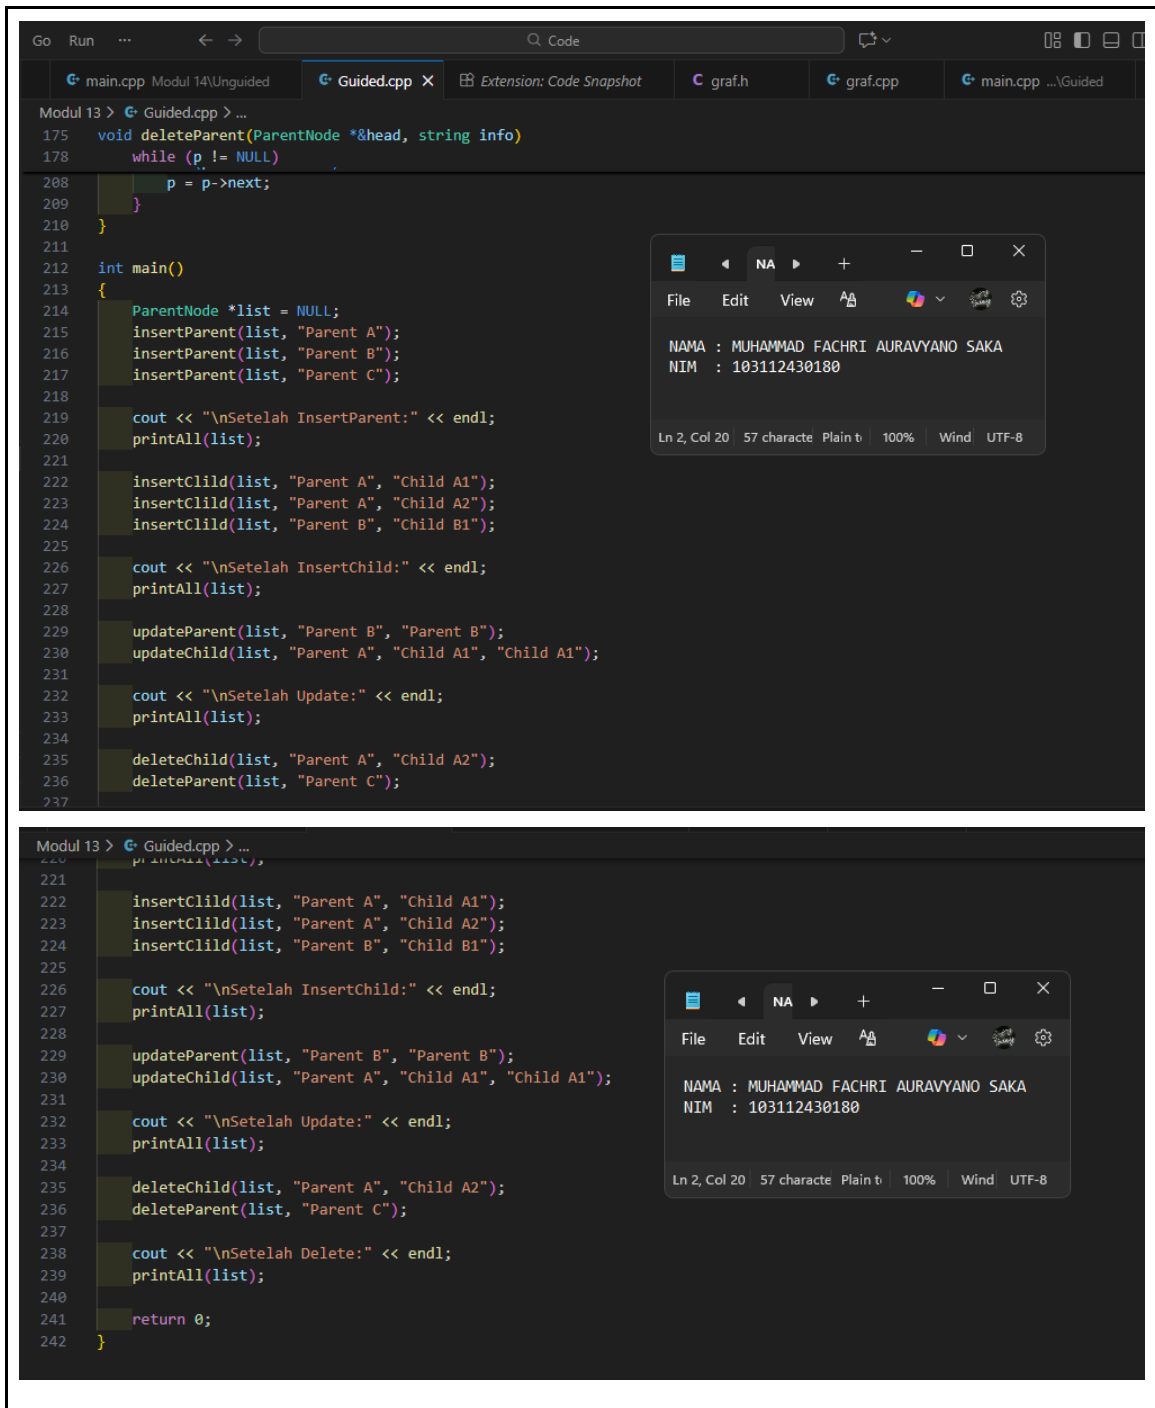 Go Run ··· Code
main.cpp Modul 14\Unguided Guided.cpp Extension: Code Snapshot C graf.h graf.cpp main.cpp ...\Guided
Modul 13 > Guided.cpp > ...
175 void deleteParent(ParentNode *&head, string info)
178 while (p != NULL)
208 p = p->next;
209 }
210 }
211
212 int main()
213 {
214 ParentNode *list = NULL;
215 insertParent(list, "Parent A");
216 insertParent(list, "Parent B");
217 insertParent(list, "Parent C");
218
219 cout << "\nSetelah InsertParent:" << endl;
220 printAll(list);
221
222 insertClild(list, "Parent A", "Child A1");
223 insertClild(list, "Parent A", "Child A2");
224 insertClild(list, "Parent B", "Child B1");
225
226 cout << "\nSetelah InsertChild:" << endl;
227 printAll(list);
228
229 updateParent(list, "Parent B", "Parent B");
230 updateChild(list, "Parent A", "Child A1", "Child A1");
231
232 cout << "\nSetelah Update:" << endl;
233 printAll(list);
234
235 deleteChild(list, "Parent A", "Child A2");
236 deleteParent(list, "Parent C");
237
NA
File Edit View
NAMA : MUHAMMAD FACHRI AURAVYANO SAKA
NIM : 103112430180
Ln 2, Col 20 57 characte Plain t 100% Wind UTF-8
Modul 13 > Guided.cpp > ...
220 printAll(list);
221
222 insertClild(list, "Parent A", "Child A1");
223 insertClild(list, "Parent A", "Child A2");
224 insertClild(list, "Parent B", "Child B1");
225
226 cout << "\nSetelah InsertChild:" << endl;
227 printAll(list);
228
229 updateParent(list, "Parent B", "Parent B");
230 updateChild(list, "Parent A", "Child A1", "Child A1");
231
232 cout << "\nSetelah Update:" << endl;
233 printAll(list);
234
235 deleteChild(list, "Parent A", "Child A2");
236 deleteParent(list, "Parent C");
237
238 cout << "\nSetelah Delete:" << endl;
239 printAll(list);
240
241 return 0;
242 }
NA
File Edit View
NAMA : MUHAMMAD FACHRI AURAVYANO SAKA
NIM : 103112430180
Ln 2, Col 20 57 characte Plain t 100% Wind UTF-8